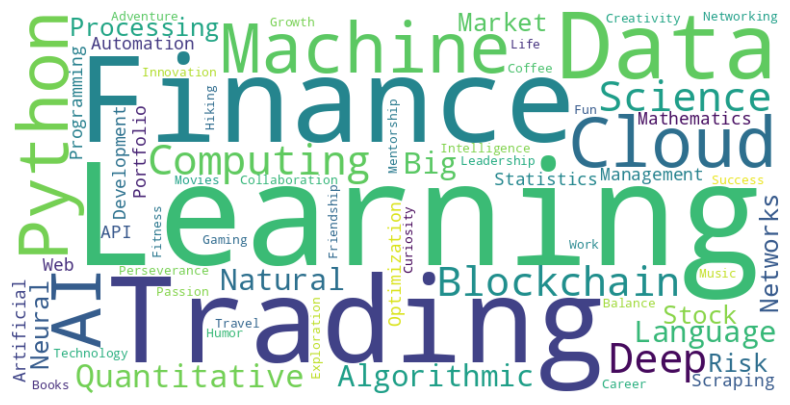 Adventure
Processing
Growth
Market
Creativity
Networking
Python
Automation
Machine
Life
Data
Innovation
Coffee
Programming
Hiking
Finance
Fun
Science
Mathematics
Cloud
Development
Portfolio
Computing
Mentorship
Big
Intelligence
Leadership
Statistics
Management
Movies
Collaboration
Success
Learning
API
Fitness
Gaming
Friendship
Optimization
Curiosity
Work
Networks
Web
Perseverance
Natural
Blockchain
Music
Artificial
Neural
AI
Passion
Trading
Balance
Travel
Humor
Exploration
Stock
Language
Technology
Books
Quantitative
Algorithmic
Deep
Risk
Career
Scraping